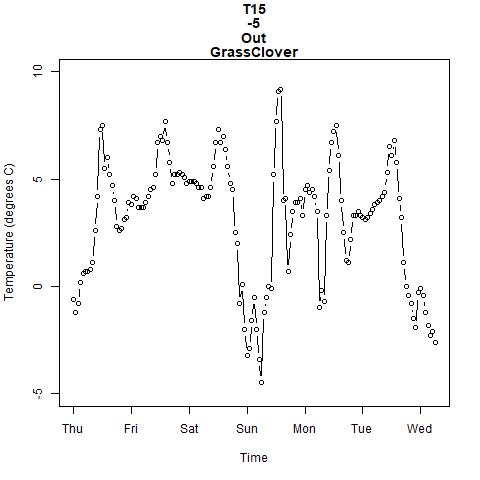 T15
-5
Out
GrassClover
Temperature (degrees C)
10
5
0
-5
Thu Fri Sat Sun Mon Tue Wed
Time